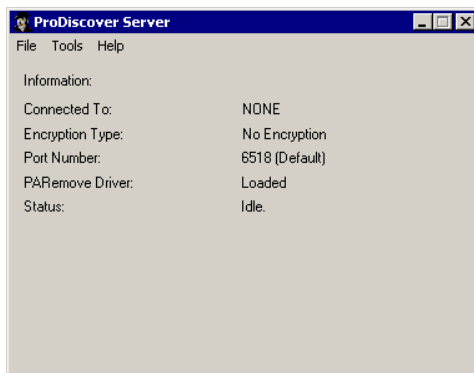 ProDiscover Server
File Tools Help
Information:
Connected To: NONE
Encryption Type: No Encryption
Port Number: 6518 (Default)
PARemove Driver: Loaded
Status: Idle.